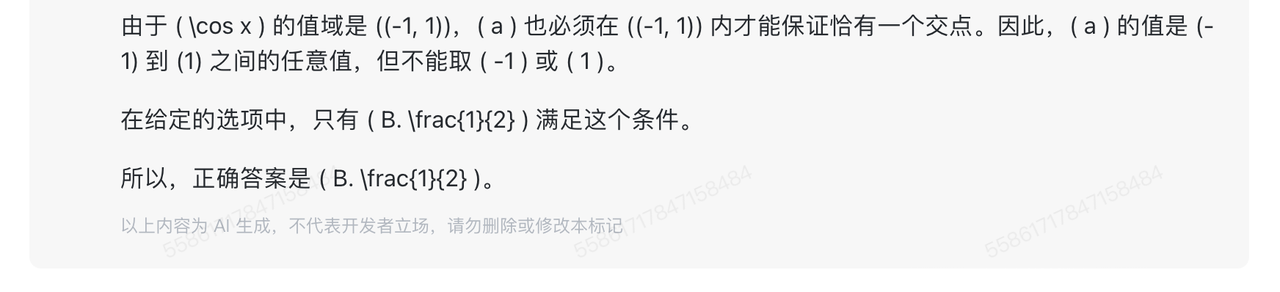 由于 ( \cos x ) 的值域是 ((-1, 1))，( a ) 也必须在 ((-1, 1)) 内才能保证恰有一个交点。因此，( a ) 的值是 (-
1) 到 (1) 之间的任意值，但不能取 ( -1 ) 或 ( 1 )。
在给定的选项中，只有 ( B. \frac{1}{2} ) 满足这个条件。
所以，正确答案是 ( B. \frac{1}{2} )。
以上内容为 AI 生成，不代表开发者立场，请勿删除或修改本标记
55861717847158484
55861717847158484
55861717847158484